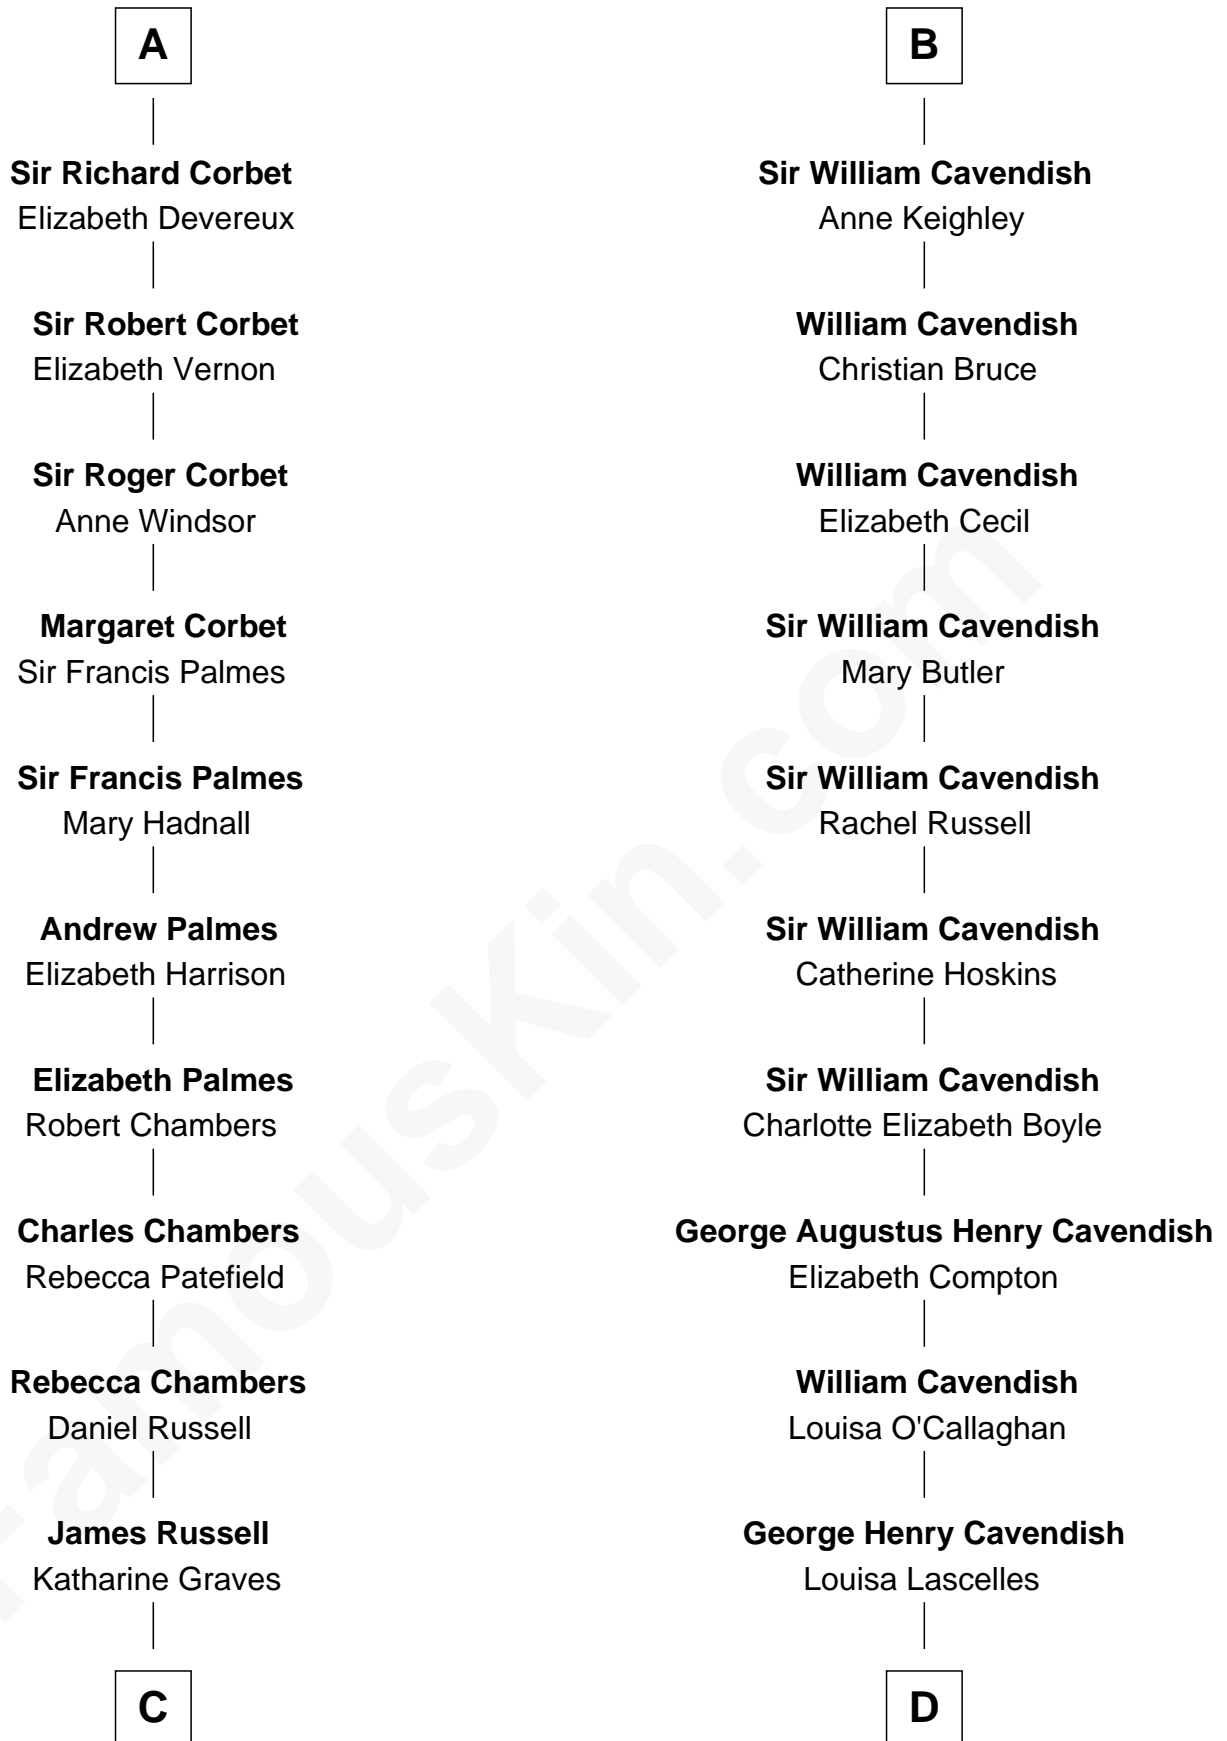 A
Sir Richard Corbet
Elizabeth Devereux
Sir Robert Corbet
Elizabeth Vernon
Sir Roger Corbet
Anne Windsor
Margaret Corbet
Sir Francis Palmes
Sir Francis Palmes
Mary Hadnall
Andrew Palmes
Elizabeth Harrison
Elizabeth Palmes
Robert Chambers
Charles Chambers
Rebecca Patefield
Rebecca Chambers
Daniel Russell
James Russell
Katharine Graves
C
B
Sir William Cavendish
Anne Keighley
William Cavendish
Christian Bruce
William Cavendish
Elizabeth Cecil
Sir William Cavendish
Mary Butler
Sir William Cavendish
Rachel Russell
Sir William Cavendish
Catherine Hoskins
Sir William Cavendish
Charlotte Elizabeth Boyle
George Augustus Henry Cavendish
Elizabeth Compton
William Cavendish
Louisa O'Callaghan
George Henry Cavendish
Louisa Lascelles
D
FamousKin.com